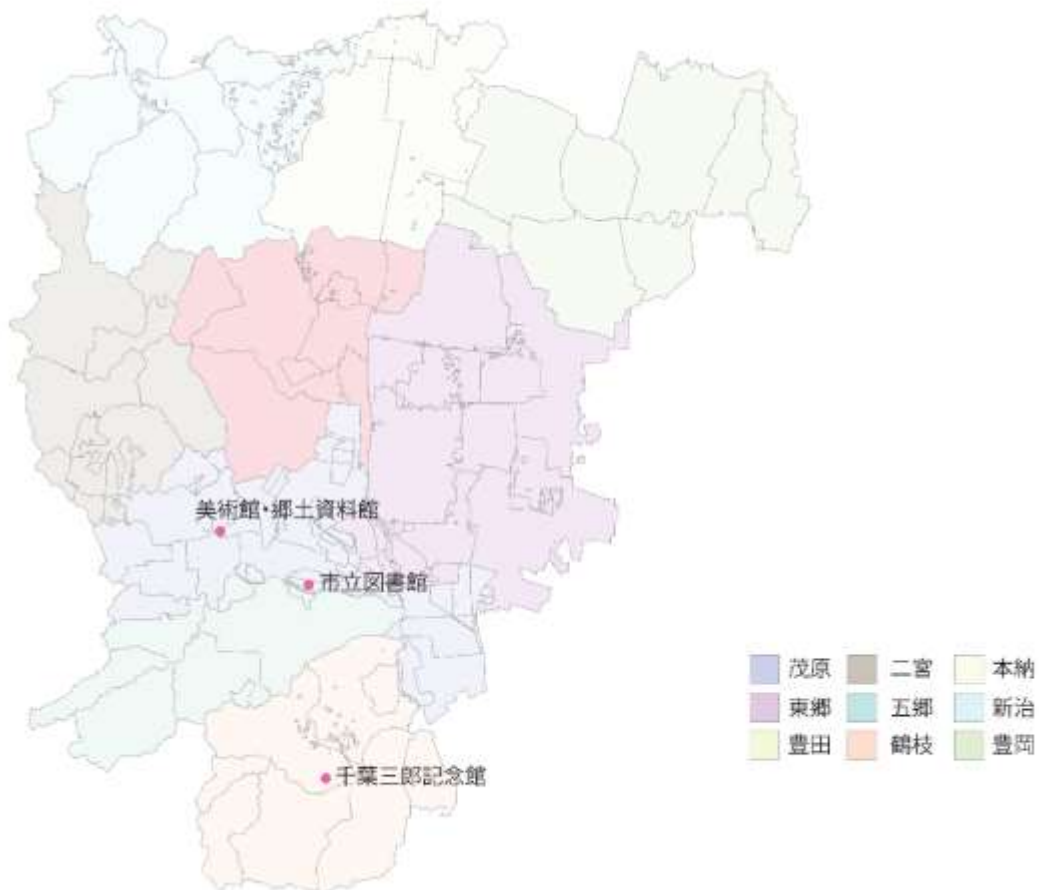 美術館・郷土資料館
市立図書館
千葉三郎記念館
茂原 二宮 本納
東郷 五郷 新治
豊田 鶴枝 豊岡